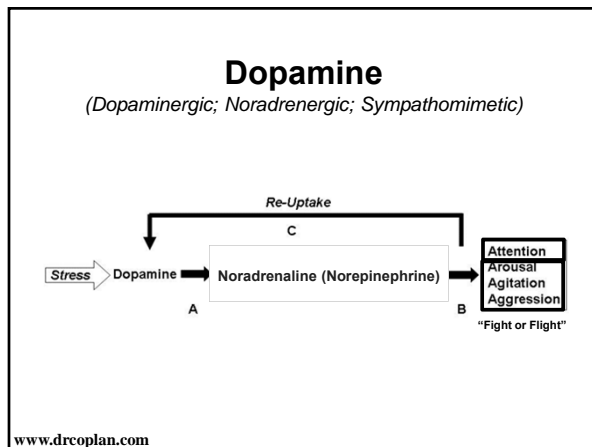 Dopamine
(Dopaminergic; Noradrenergic; Sympathomimetic)
Re-Uptake
C
Stress
Dopamine
Noradrenaline (Norepinephrine)
Attention
Arousal
Agitation
Aggression
A
B
"Fight or Flight"
www.drcoplan.com